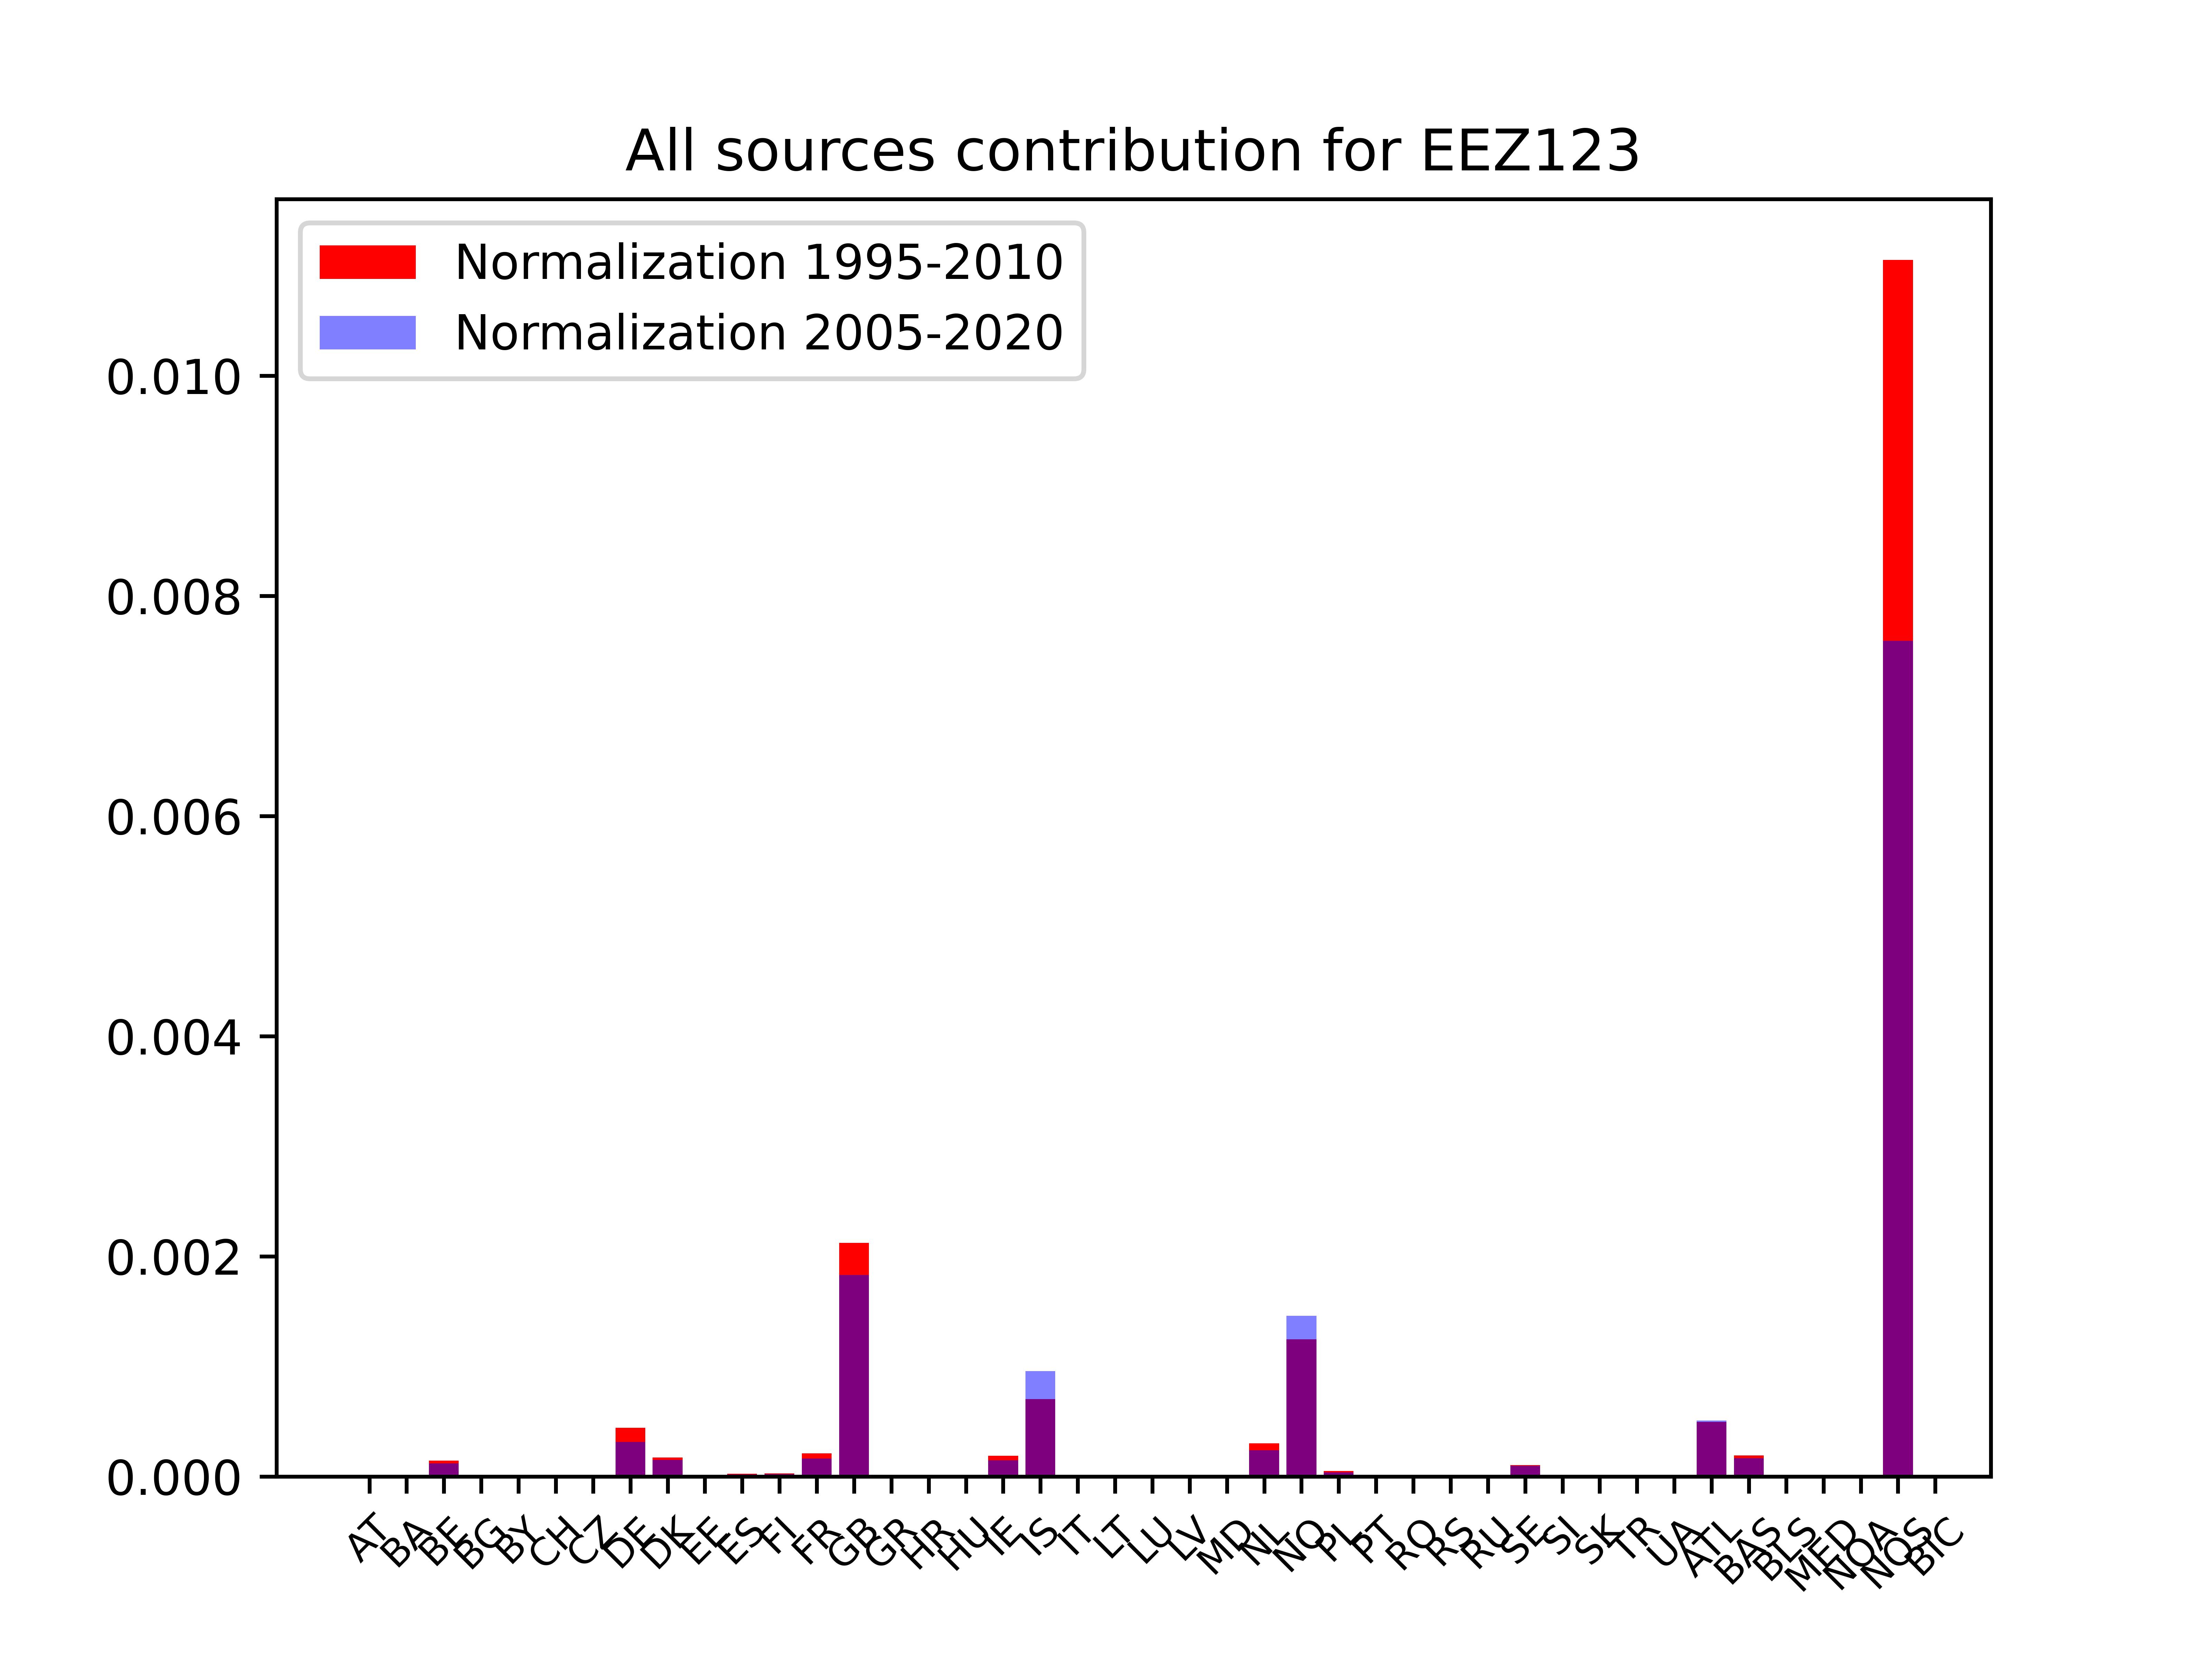 All sources contribution for EEZ123
Normalization 1995-2010
Normalization 2005-2020
0.010
0.008
0.006
0.004
0.002
0.000
AT BA BE BG BY CH CZ DE DK EE ES FI FR GB GR HR HU IE IS IT LT LU LV MD NL NO PL PT RO RS RU SE SI SK TR UA ATL BAS BLS MED NOA NOS BIC